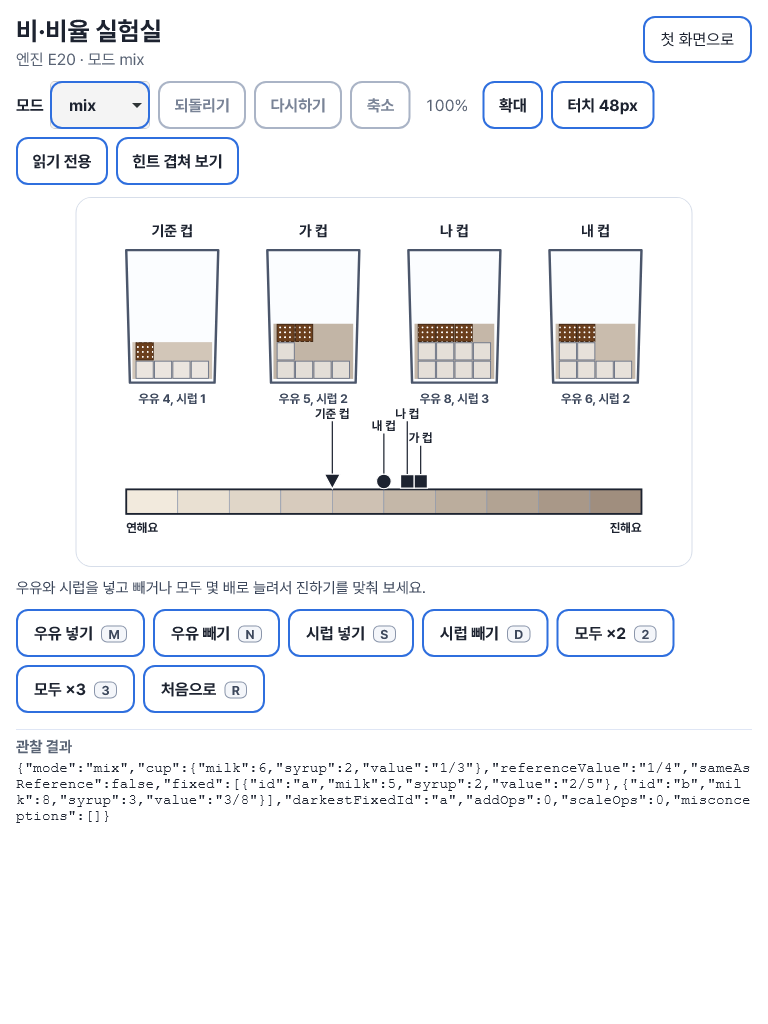 비·비율 실험실
엔진 E20 · 모드 mix
첫 화면으로
모드 mix 되돌리기 다시하기 축소 100% 확대 터치 48px
읽기 전용 힌트 겹쳐 보기
기준 컵 가 컵 나 컵 내 컵
우유 4, 시럽 1 우유 5, 시럽 2 우유 8, 시럽 3 우유 6, 시럽 2
기준 컵 나 컵
내 컵
가 컵
연해요 진해요
우유와 시럽을 넣고 빼거나 모두 몇 배로 늘려서 진하기를 맞춰 보세요.
우유 넣기 M 우유 빼기 N 시럽 넣기 S 시럽 빼기 D 모두 ×2 2
모두 ×3 3 처음으로 R
관찰 결과
{"mode":"mix","cup":{"milk":6,"syrup":2,"value":"1/3"},"referenceValue":"1/4","sameAs
Reference":false,"fixed":[{"id":"a","milk":5,"syrup":2,"value":"2/5"},{"id":"b","mil
k":8,"syrup":3,"value":"3/8"}],"darkestFixedId":"a","addOps":0,"scaleOps":0,"misconce
ptions":[]}